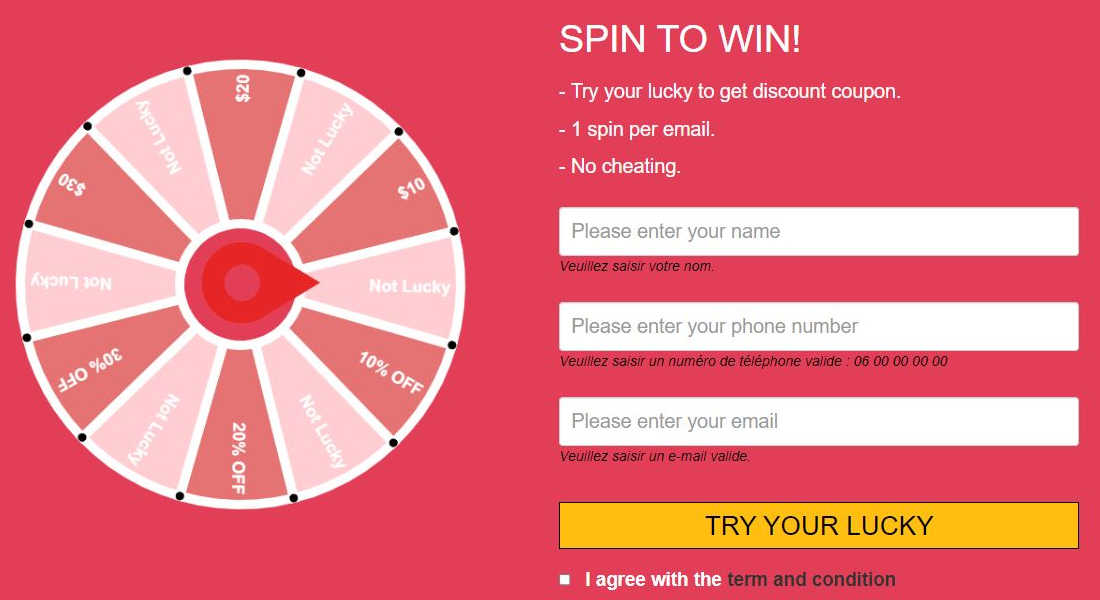 $20
Not Lucky
$10
Not Lucky
10% OFF
Not Lucky
20% OFF
Not Lucky
30% OFF
Not Lucky
$30
Not Lucky
SPIN TO WIN!
- Try your lucky to get discount coupon.
- 1 spin per email.
- No cheating.
Please enter your name
Veuillez saisir votre nom.
Please enter your phone number
Veuillez saisir un numéro de téléphone valide : 06 00 00 00 00
Please enter your email
Veuillez saisir un e-mail valide.
TRY YOUR LUCKY
I agree with the term and condition